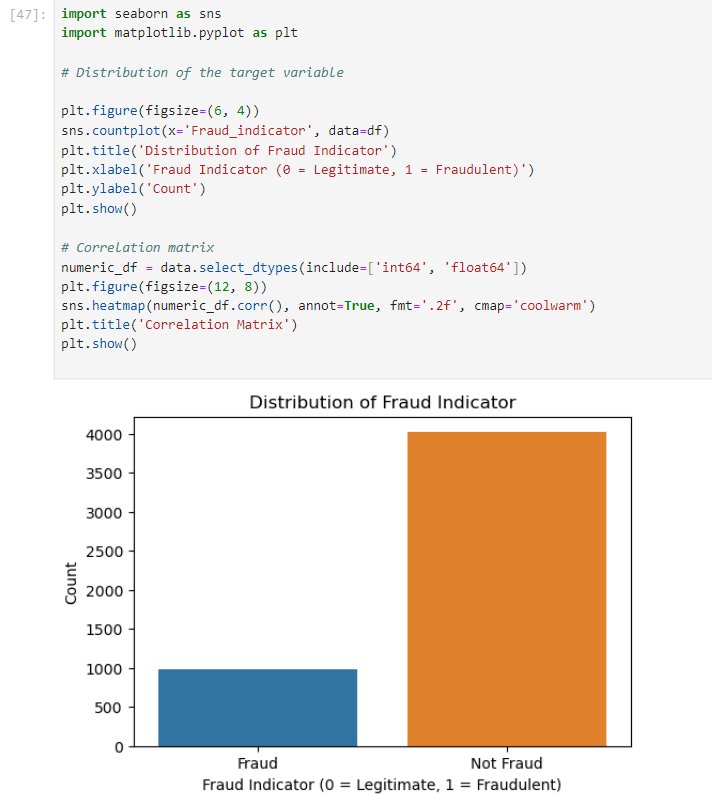 [47]:
import seaborn as sns
import matplotlib.pyplot as plt
# Distribution of the target variable
plt.figure(figsize=(6, 4))
sns.countplot(x='Fraud_indicator', data=df)
plt.title('Distribution of Fraud Indicator')
plt.xlabel('Fraud Indicator (0 = Legitimate, 1 = Fraudulent)')
plt.ylabel('Count')
plt.show()
# Correlation matrix
numeric_df = data.select_dtypes(include=['int64', 'float64'])
plt.figure(figsize=(12, 8))
sns.heatmap(numeric_df.corr(), annot=True, fmt='.2f', cmap='coolwarm')
plt.title('Correlation Matrix')
plt.show()
Distribution of Fraud Indicator
4000
3500
3000
2500
2000
1500
1000
500
0
Count
Fraud Not Fraud
Fraud Indicator (0 = Legitimate, 1 = Fraudulent)